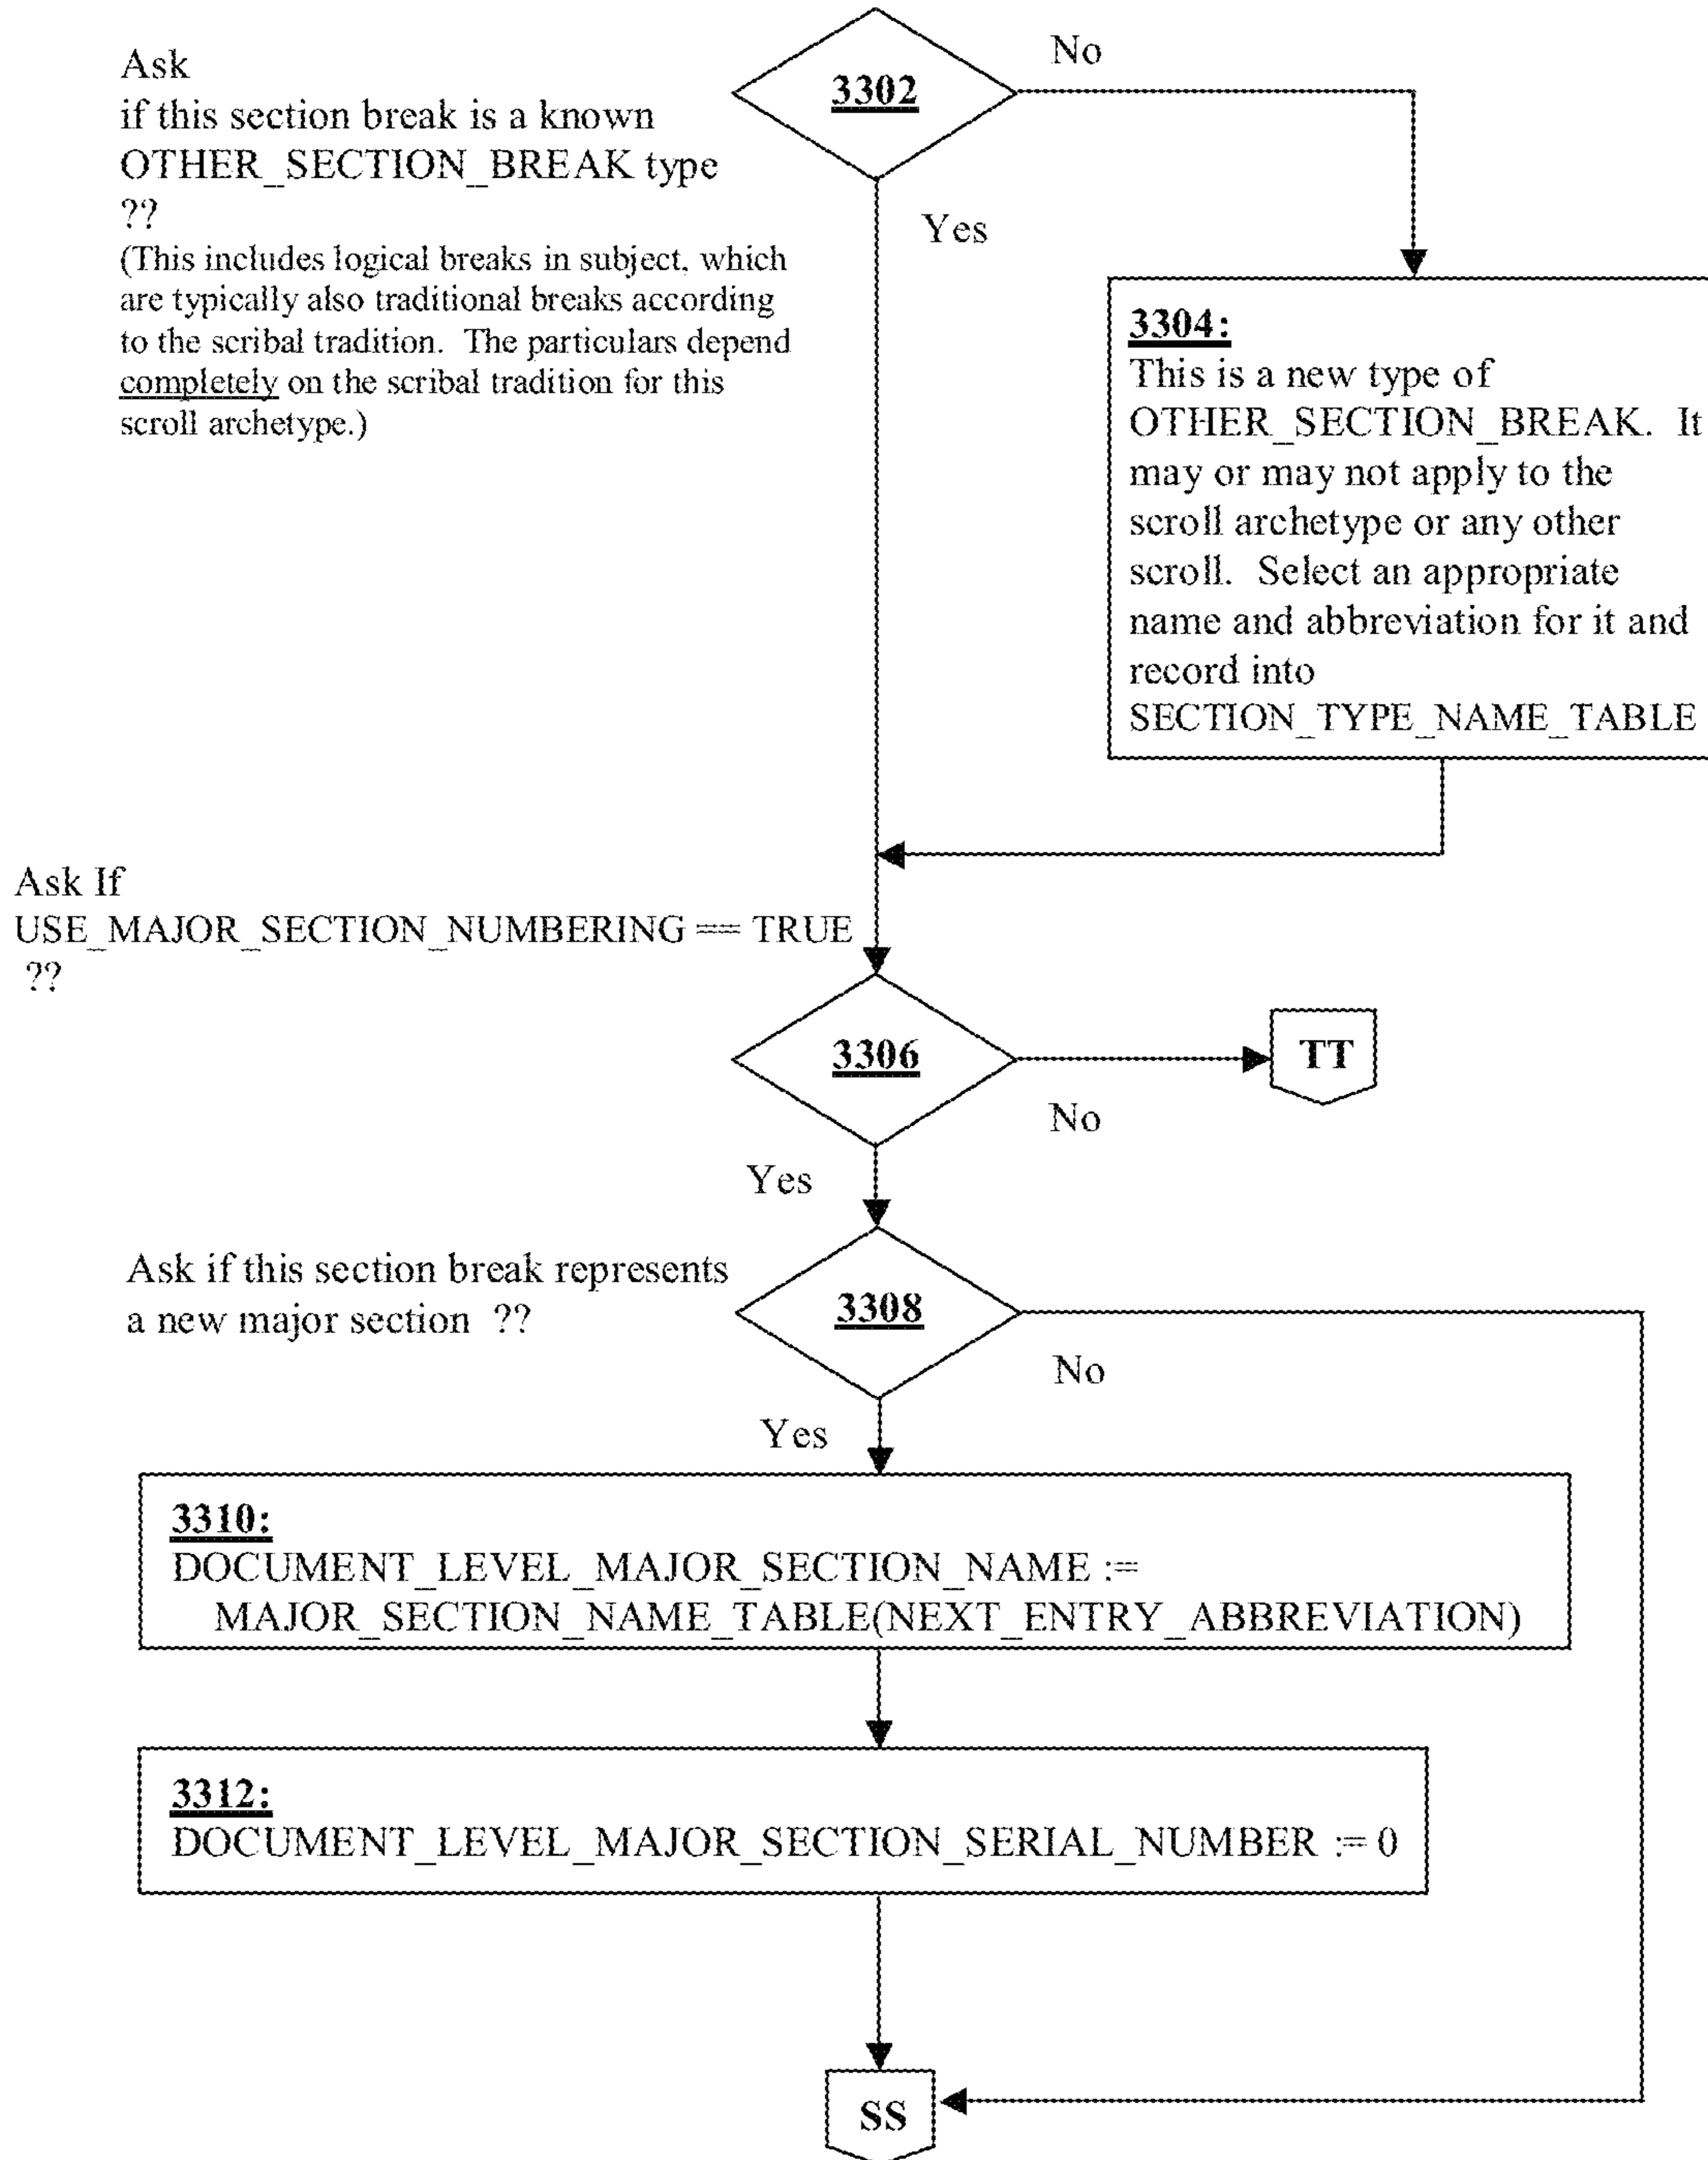 Ask
if this section break is a known
OTHER_SECTION_BREAK type
??
(This includes logical breaks in subject, which
are typically also traditional breaks according
to the scribal tradition.  The particulars depend
completely on the scribal tradition for this
scroll archetype.)
3302
No
Yes
3304:
This is a new type of
OTHER_SECTION_BREAK.  It
may or may not apply to the
scroll archetype or any other
scroll.  Select an appropriate
name and abbreviation for it and
record into
SECTION_TYPE_NAME_TABLE
Ask If
USE_MAJOR_SECTION_NUMBERING == TRUE
??
3306
TT
No
Yes
Ask if this section break represents
a new major section  ??
3308
No
Yes
3310:
DOCUMENT_LEVEL_MAJOR_SECTION_NAME :=
MAJOR_SECTION_NAME_TABLE(NEXT_ENTRY_ABBREVIATION)
3312:
DOCUMENT_LEVEL_MAJOR_SECTION_SERIAL_NUMBER := 0
SS